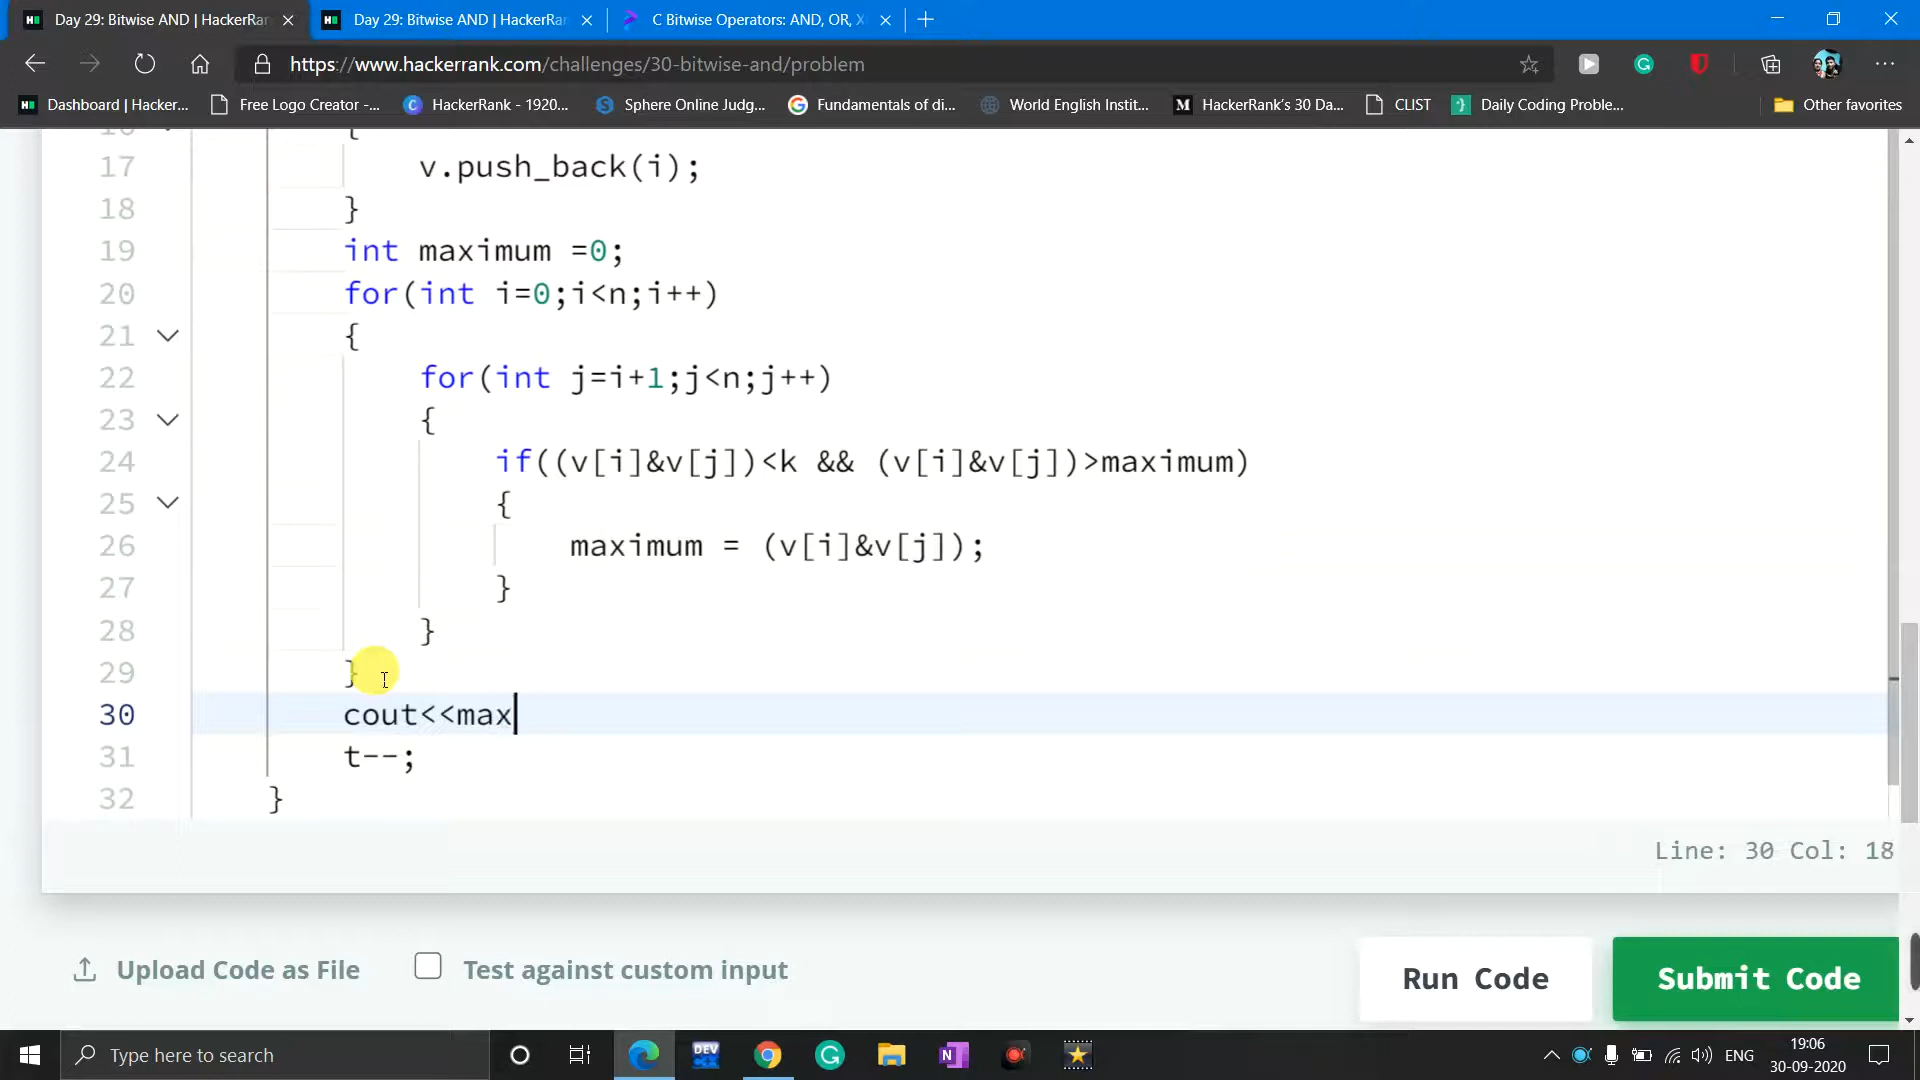 Day 29: Bitwise AND | HackerRa
Day 29: Bitwise AND | HackerRa
C Bitwise Operators: AND, OR, X
https://www.hackerrank.com/challenges/30-bitwise-and/problem
Dashboard | Hacker...
Free Logo Creator -...
HackerRank - 1920...
Sphere Online Judg...
Fundamentals of di...
World English Instit...
HackerRank's 30 Da...
CLIST
Daily Coding Proble...
Other favorites
16 {
17 v.push_back(i);
18 }
19 int maximum =0;
20 for(int i=0;i<n;i++)
21 {
22 for(int j=i+1;j<n;j++)
23 {
24 if((v[i]&v[j])<k && (v[i]&v[j])>maximum)
25 {
26 maximum = (v[i]&v[j]);
27 }
28 }
29 }
30 cout<<max
31 t--;
32 }
Line: 30 Col: 18
Upload Code as File
Test against custom input
Run Code
Submit Code
Type here to search
DEV
ENG
19:06
30-09-2020